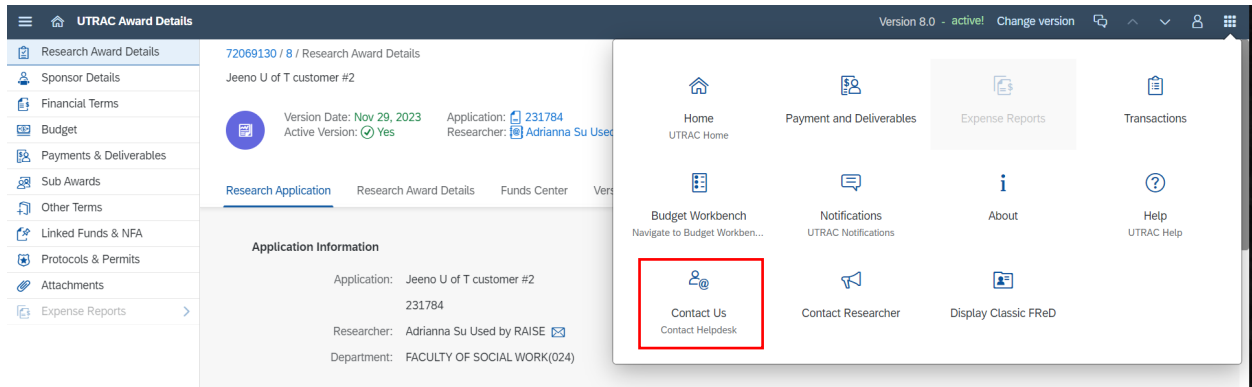 UTRAC Award Details
Version 8.0 - active! Change version
Research Award Details
Sponsor Details
Financial Terms
Budget
Payments & Deliverables
Sub Awards
Other Terms
Linked Funds & NFA
Protocols & Permits
Attachments
Expense Reports
72069130 / 8 / Research Award Details
Jeeno U of T customer #2
Version Date: Nov 29, 2023 Application: 231784
Active Version: Yes Researcher: Adrianna Su Used
Research Application Research Award Details Funds Center Vers
Application Information
Application: Jeeno U of T customer #2
231784
Researcher: Adrianna Su Used by RAISE
Department: FACULTY OF SOCIAL WORK(024)
Home Payment and Deliverables Expense Reports Transactions
UTRAC Home
Budget Workbench Notifications About Help
Navigate to Budget Workben... UTRAC Notifications UTRAC Help
Contact Us Contact Researcher Display Classic FReD
Contact Helpdesk